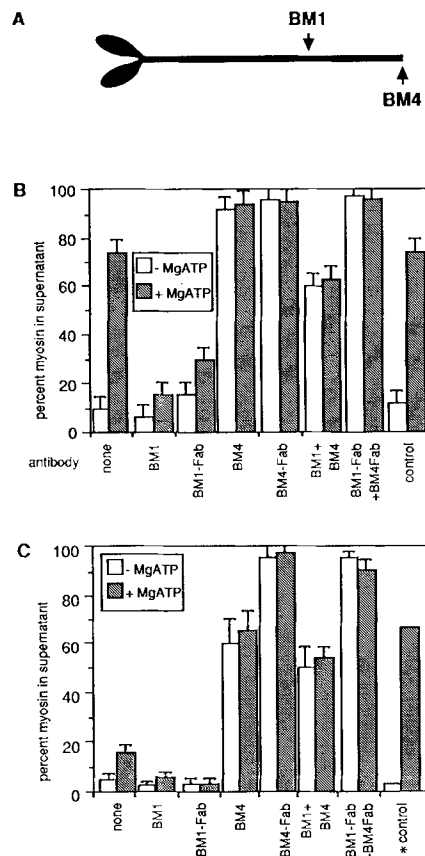 A
BM1
BM4
B
percent myosin in supernatant
100
80
60
40
20
0
- MgATP
+ MgATP
antibody
none
BM1
BM1-Fab
BM4
BM4-Fab
BM1+
BM4
BM1-Fab
+BM4Fab
control
C
percent myosin in supernatant
100
80
60
40
20
0
- MgATP
+ MgATP
none
BM1
BM1-Fab
BM4
BM4-Fab
BM1+
BM4
BM1-Fab
-BM4Fab
* control